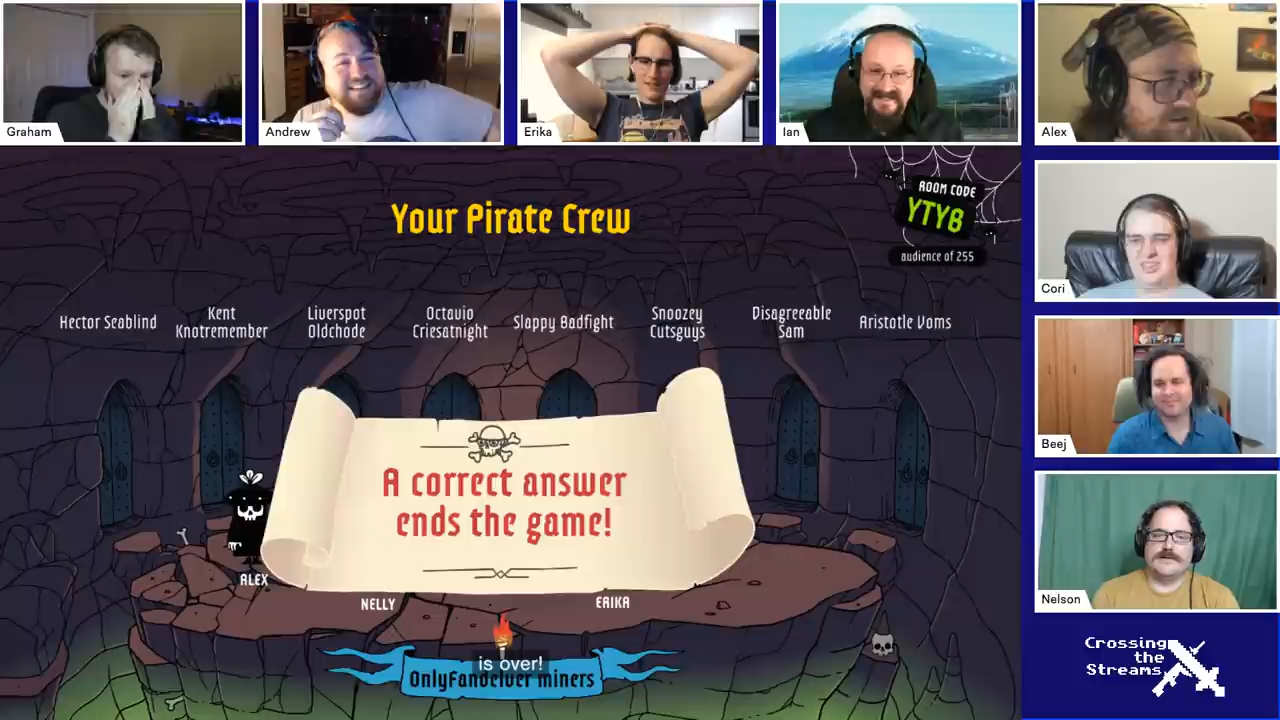 Graham
Andrew
Erika
Ian
Alex
Your Pirate Crew
ROOM CODE
YTYB
audience of 255
Hector Seablind
Kent
Knotremember
Liverspot
Oldchode
Octavio
Criesatnight
Slappy Badfight
Snoozey
Cutsguys
Disagreeable
Sam
Aristotle Voms
A correct answer
ends the game!
ALEX
NELLY
ERIKA
is over!
miners
Cori
Beej
Nelson
Crossing
the
Streams